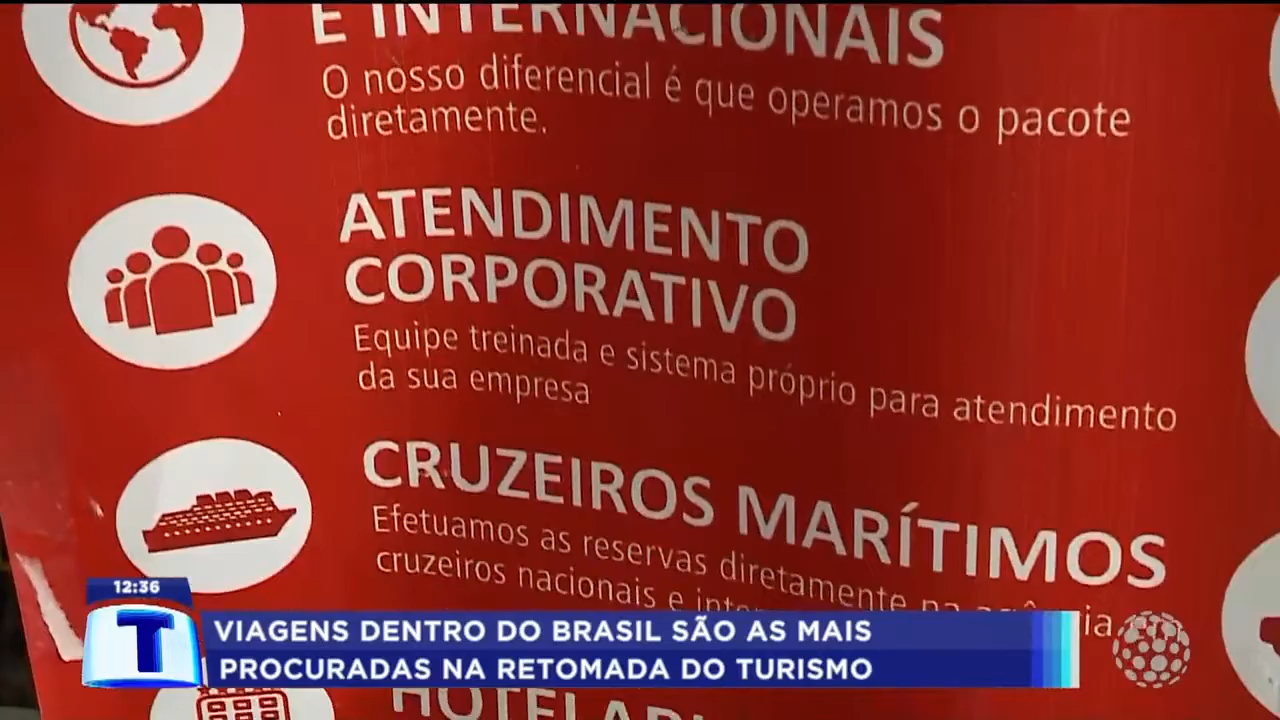 E INTERNACIONAIS
O nosso diferencial é que operamos o pacote
diretamente.
ATENDIMENTO
CORPORATIVO
Equipe treinada e sistema próprio para atendimento
da sua empresa
CRUZEIROS MARÍTIMOS
Efetuamos as reservas diretamente na
cruzeiros nacionais e
12:36
T
VIAGENS DENTRO DO BRASIL SÃO AS MAIS
PROCURADAS NA RETOMADA DO TURISMO